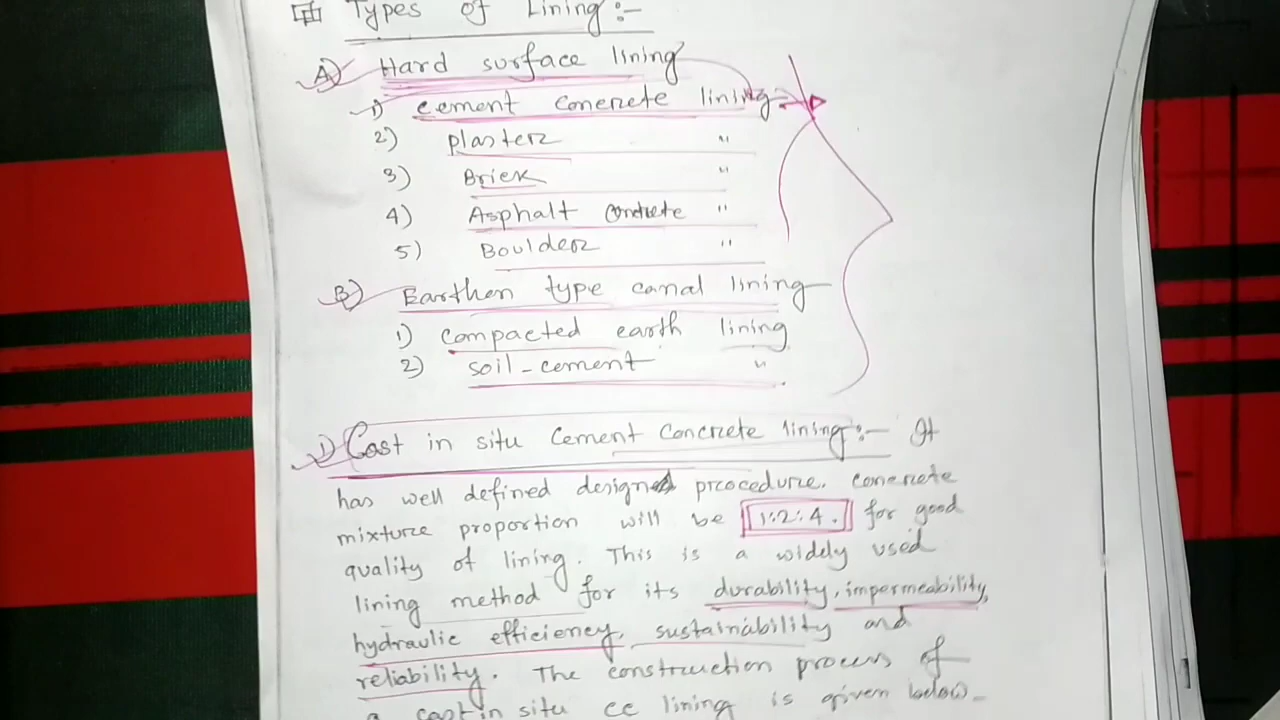 Types of Lining :-
A) Hard surface lining
1) Cement concrete lining
2) Plaster "
3) Brick "
4) Asphalt concrete "
5) Boulder "
B) Earthen type canal lining
1) compacted earth lining
2) soil-cement "
1) Cast in situ Cement Concrete lining :- It
has well defined design procedure. concrete
mixture proportion will be 1:2:4. for good
quality of lining. This is a widely used
lining method for its durability, impermeability,
hydraulic efficiency, sustainability and
reliability. The construction process of
a cast in situ cc lining is given below-